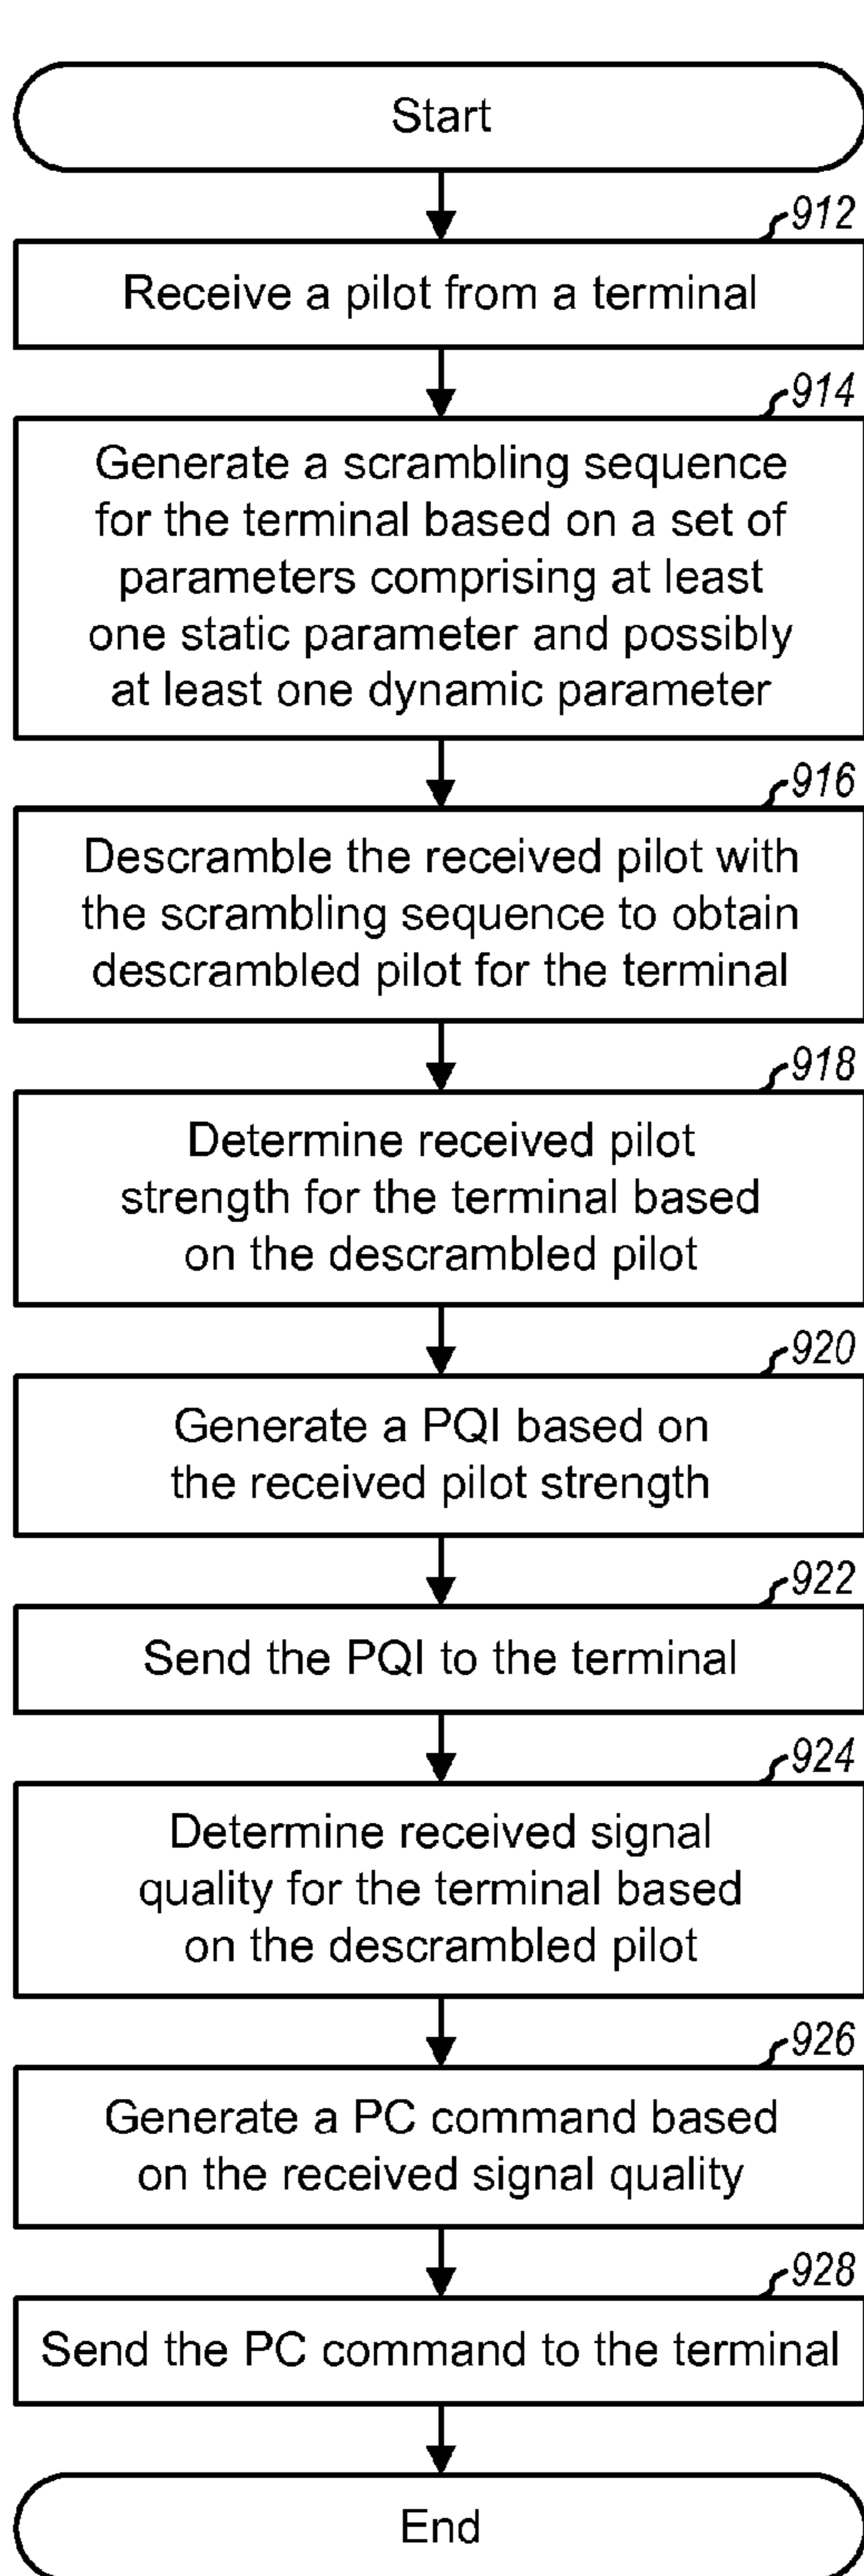 Start
912
Receive a pilot from a terminal
914
Generate a scrambling sequence
for the terminal based on a set of
parameters comprising at least
one static parameter and possibly
at least one dynamic parameter
916
Descramble the received pilot with
the scrambling sequence to obtain
descrambled pilot for the terminal
918
Determine received pilot
strength for the terminal based
on the descrambled pilot
920
Generate a PQI based on
the received pilot strength
922
Send the PQI to the terminal
924
Determine received signal
quality for the terminal based
on the descrambled pilot
926
Generate a PC command based
on the received signal quality
928
Send the PC command to the terminal
End